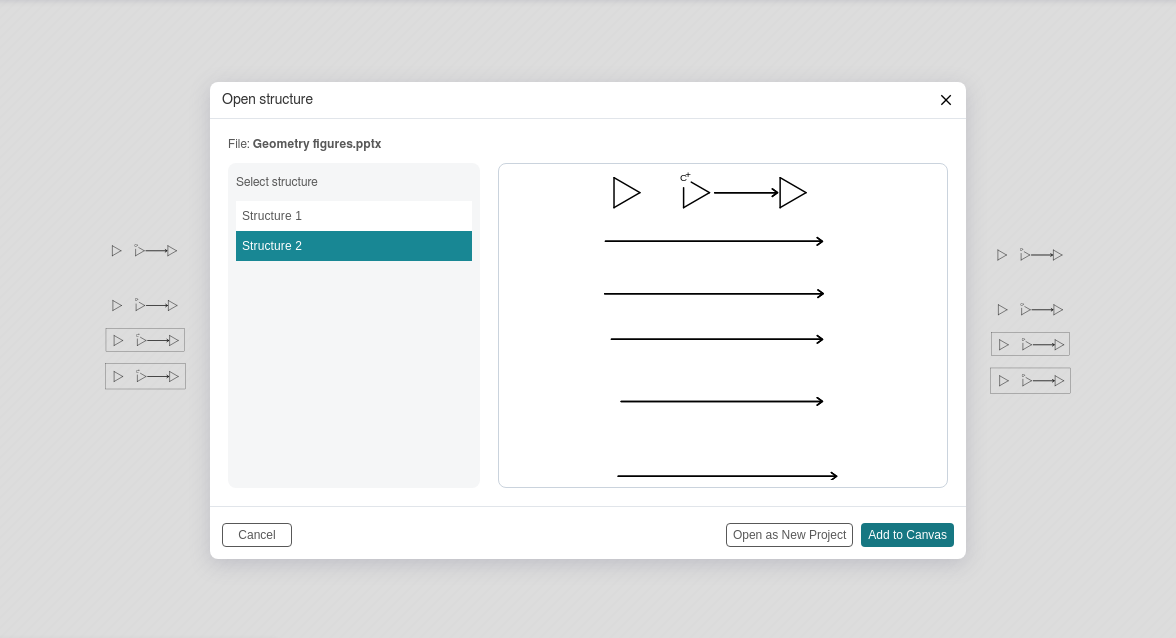 Open structure
File: Geometry figures.pptx
Select structure
Structure 1
Structure 2
C+
Cancel
Open as New Project
Add to Canvas